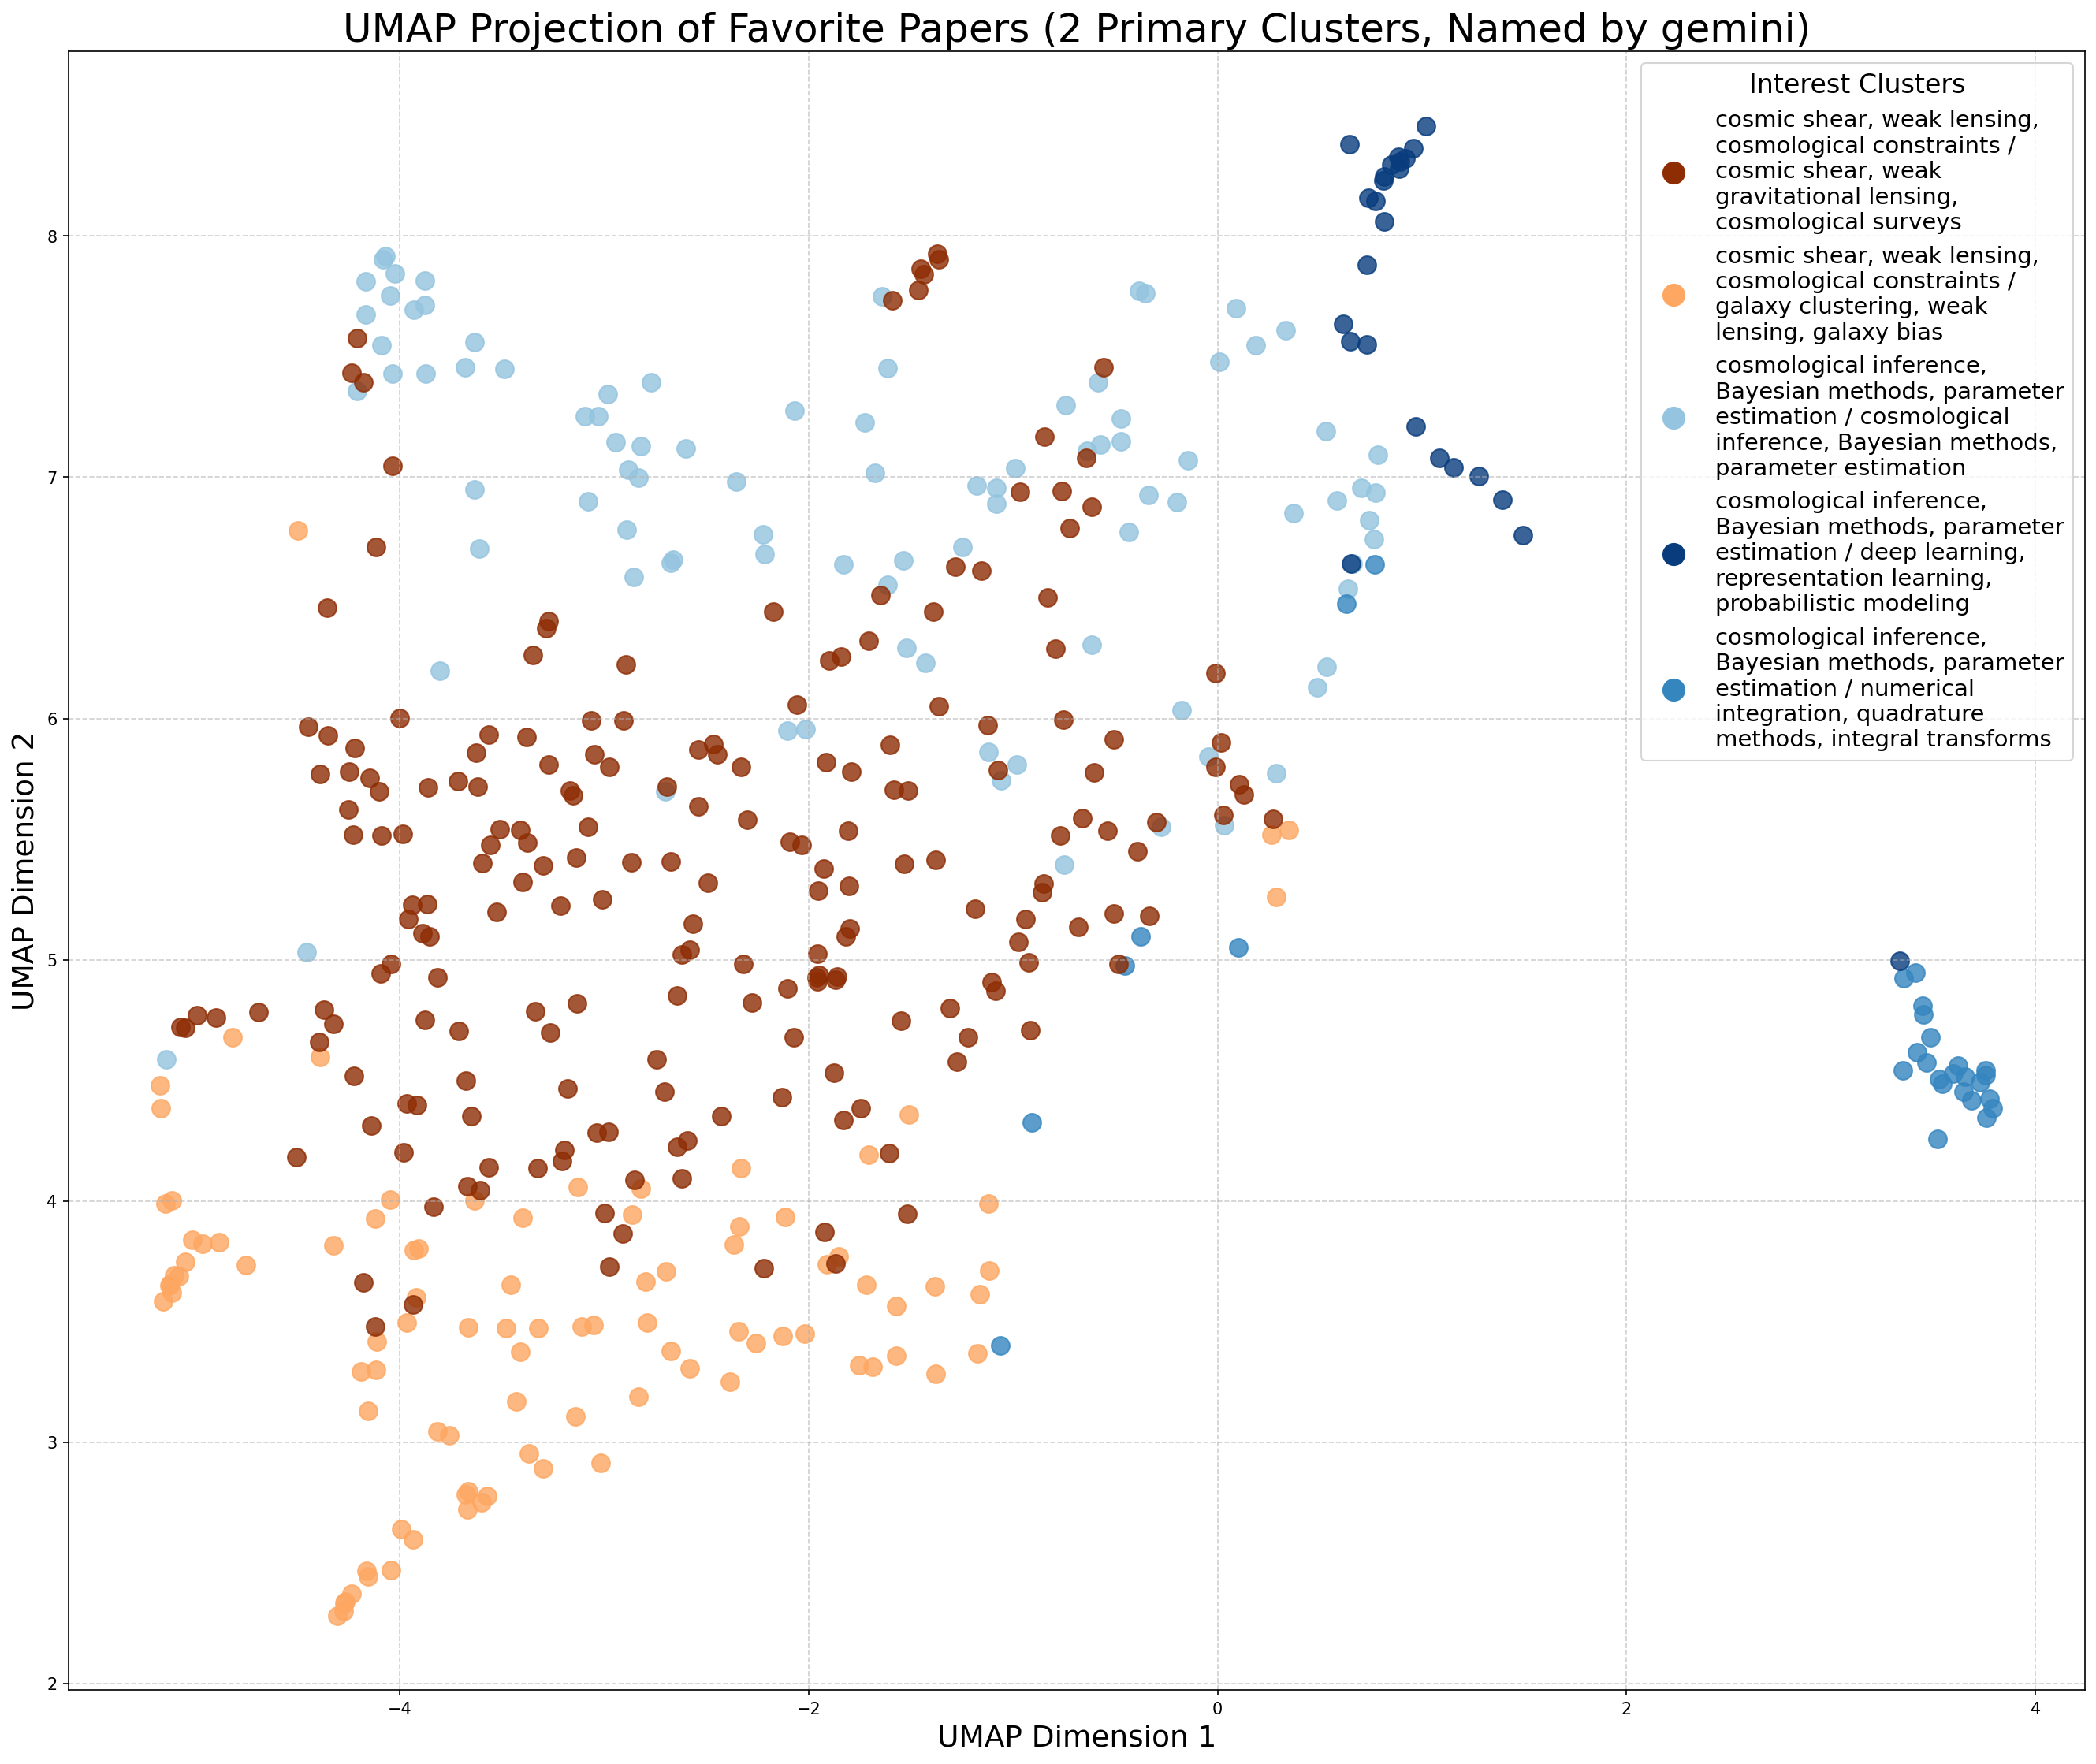 UMAP Projection of Favorite Papers (2 Primary Clusters, Named by gemini)
Interest Clusters
cosmic shear, weak lensing,
cosmological constraints /
cosmic shear, weak
gravitational lensing,
cosmological surveys
cosmic shear, weak lensing,
cosmological constraints /
galaxy clustering, weak
lensing, galaxy bias
cosmological inference,
Bayesian methods, parameter
estimation / cosmological
inference, Bayesian methods,
parameter estimation
cosmological inference,
Bayesian methods, parameter
estimation / deep learning,
representation learning,
probabilistic modeling
cosmological inference,
Bayesian methods, parameter
estimation / numerical
integration, quadrature
methods, integral transforms
UMAP Dimension 2
8
7
6
5
4
3
2
−4
−2
0
2
4
UMAP Dimension 1